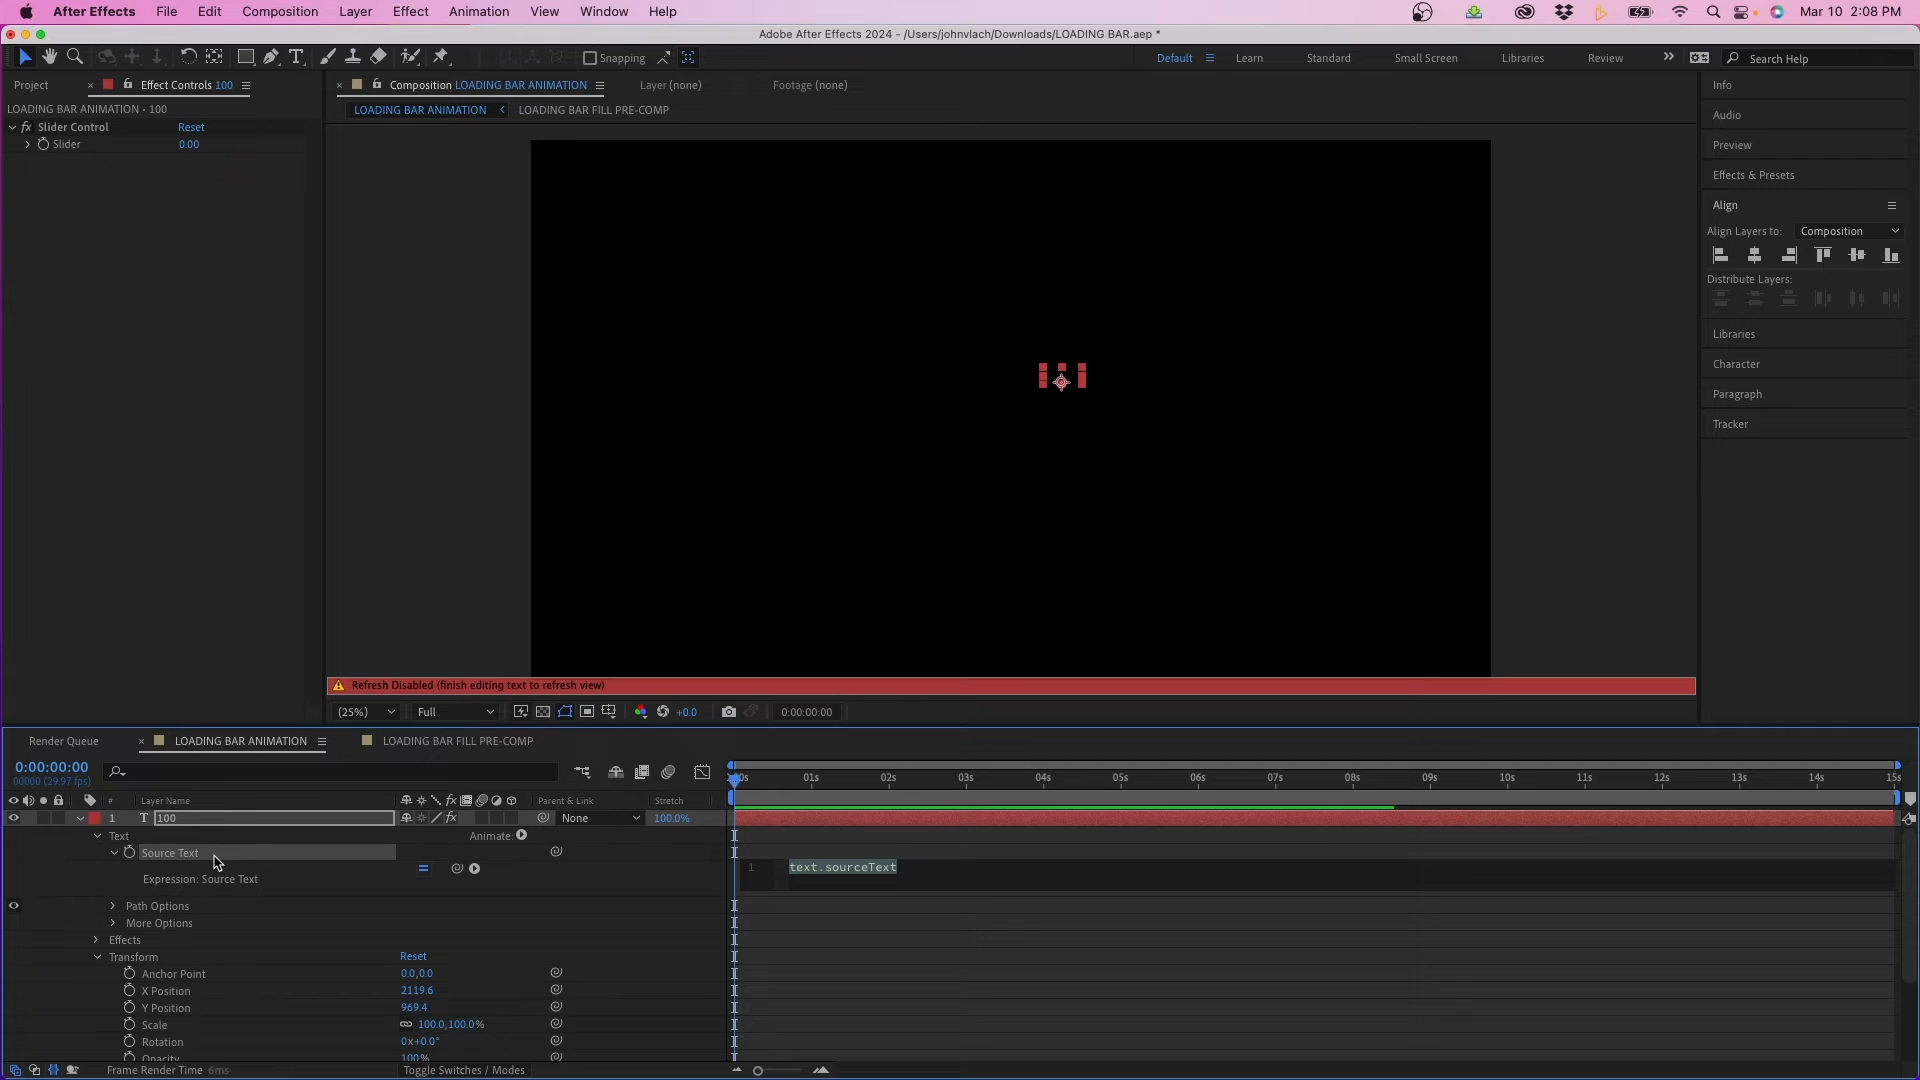 After Effects File Edit Composition Layer Effect Animation View Window Help Mar 10 2:08 PM
Adobe After Effects 2024 - /Users/johnvlach/Downloads/LOADING BAR.aep *
Snapping Default Learn Standard Small Screen Libraries Review Search Help
Project Effect Controls 100 Composition LOADING BAR ANIMATION Layer (none) Footage (none) Info
LOADING BAR ANIMATION • 100 LOADING BAR ANIMATION LOADING BAR FILL PRE-COMP Audio
fx Slider Control Reset
Slider 0.00 Preview
Effects & Presets
Align
Align Layers to: Composition
Distribute Layers:
Libraries
Character
Paragraph
Tracker
Refresh Disabled (finish editing text to refresh view)
(25%) Full +0.0 0:00:00:00
Render Queue LOADING BAR ANIMATION LOADING BAR FILL PRE-COMP
0:00:00:00
00000 (29.97 fps) 01s 02s 03s 04s 05s 06s 07s 08s 09s 10s 11s 12s 13s 14s 15s
# Layer Name fx Parent & Link Stretch
1 T 100 fx None 100.0%
Text Animate:
Source Text
1 text.sourceText
Expression: Source Text
Path Options
More Options
Effects
Transform Reset
Anchor Point 0.0,0.0
X Position 2119.6
Y Position 969.4
Scale 100.0,100.0%
Rotation 0x+0.0°
Opacity 100%
Frame Render Time 6ms Toggle Switches / Modes